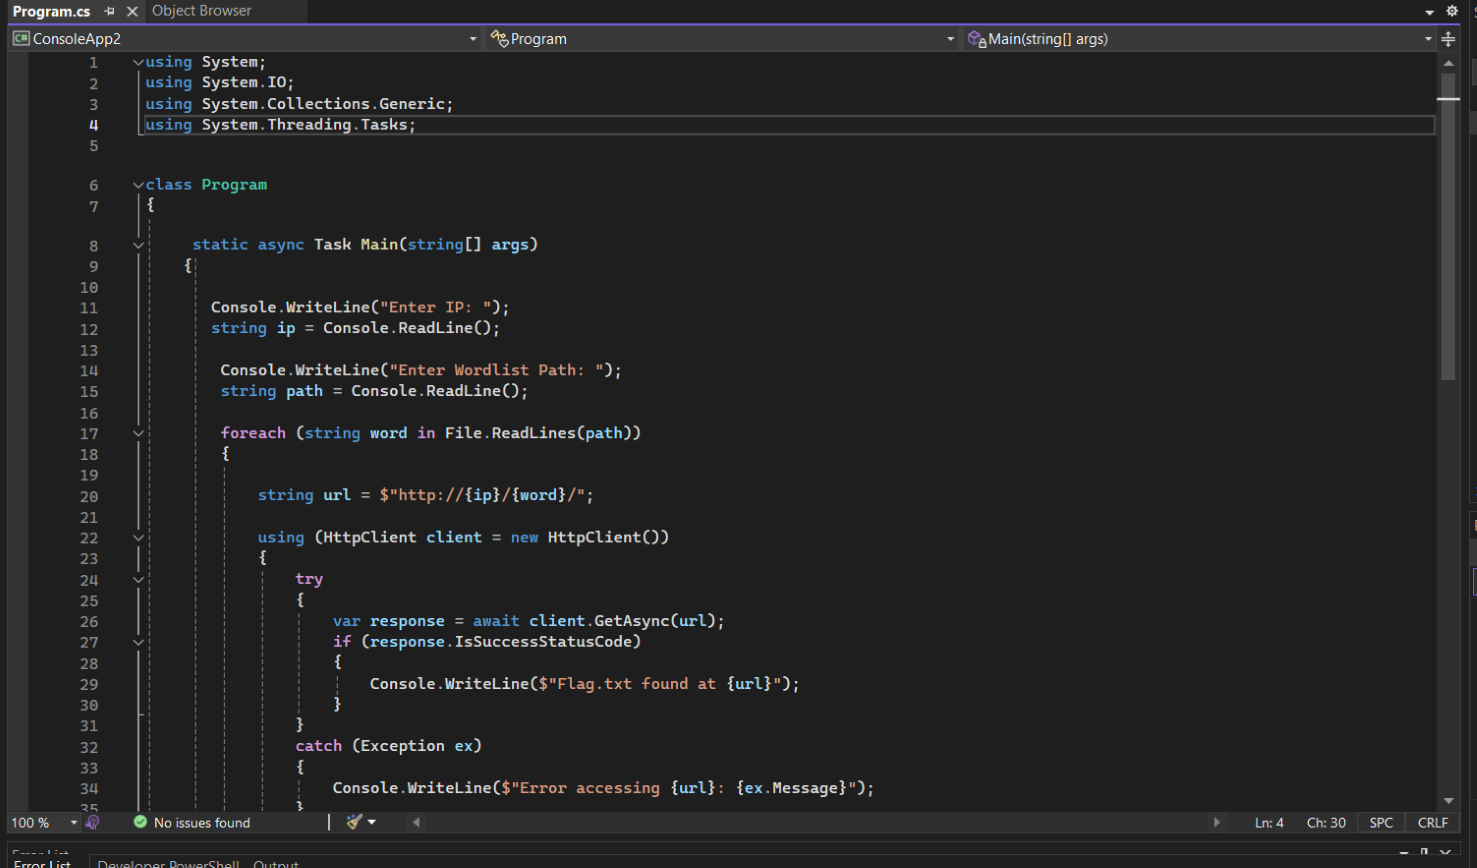 Program.cs Object Browser
ConsoleApp2 Program Main(string[] args)
1 using System;
2 using System.IO;
3 using System.Collections.Generic;
4 using System.Threading.Tasks;
5
6 class Program
7 {
8 static async Task Main(string[] args)
9 {
10
11 Console.WriteLine("Enter IP: ");
12 string ip = Console.ReadLine();
13
14 Console.WriteLine("Enter Wordlist Path: ");
15 string path = Console.ReadLine();
16
17 foreach (string word in File.ReadLines(path))
18 {
19
20 string url = $"http://{ip}/{word}/";
21
22 using (HttpClient client = new HttpClient())
23 {
24 try
25 {
26 var response = await client.GetAsync(url);
27 if (response.IsSuccessStatusCode)
28 {
29 Console.WriteLine($"Flag.txt found at {url}");
30 }
31 }
32 catch (Exception ex)
33 {
34 Console.WriteLine($"Error accessing {url}: {ex.Message}");
35 }
100 % No issues found Ln: 4 Ch: 30 SPC CRLF
Error List
Error List Developer PowerShell Output